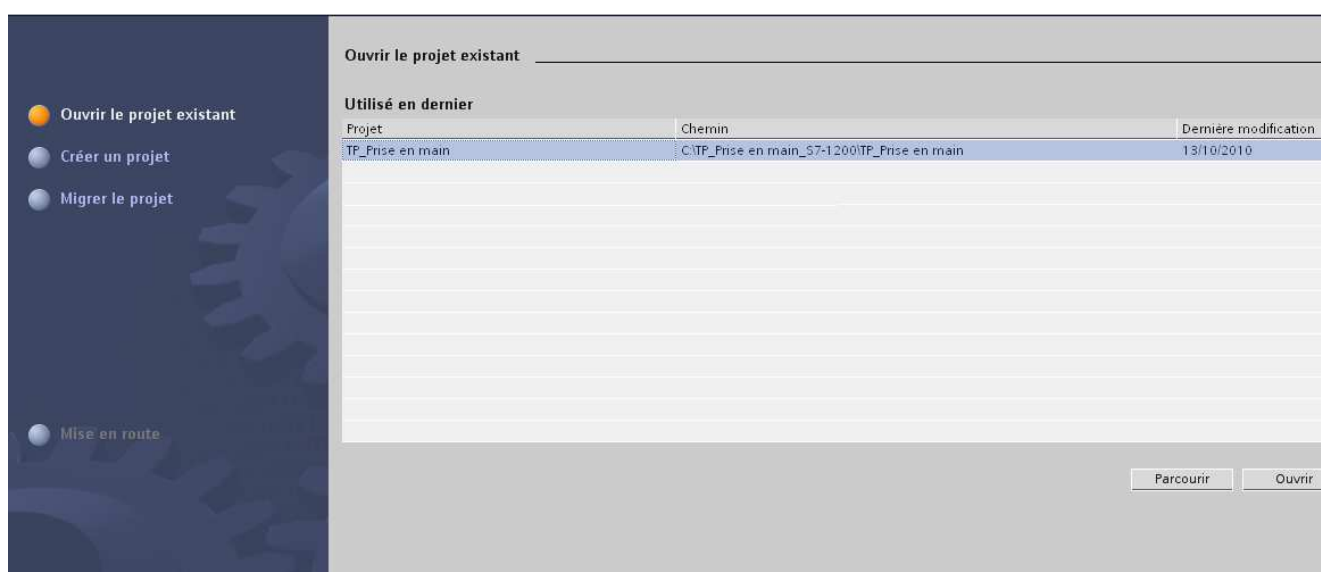 Ouvrir le projet existant
Créer un projet
Migrer le projet
Mise en route
Ouvrir le projet existant
Utilisé en dernier
Projet Chemin Dernière modification
TP_Prise en main C:\TP_Prise en main_S7-1200\TP_Prise en main 13/10/2010
Parcourir Ouvrir